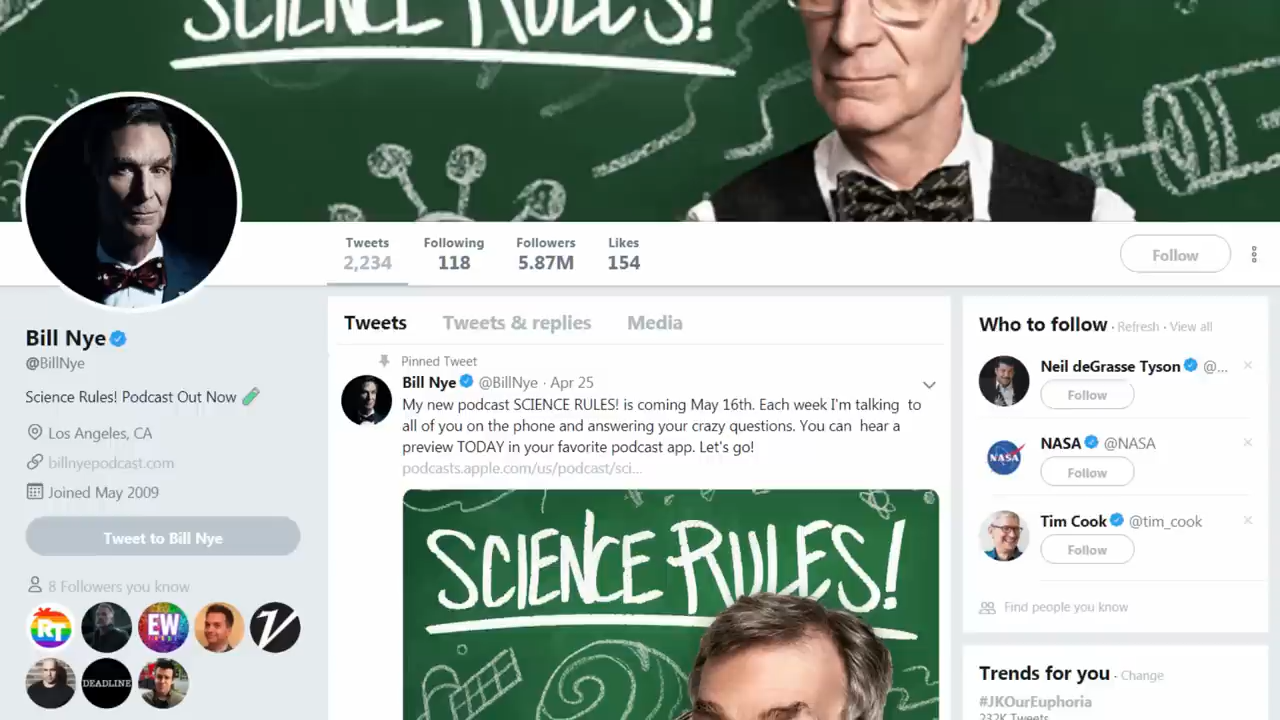 SCIENCE RULES!
Tweets
2,234
Following
118
Followers
5.87M
Likes
154
Follow
Bill Nye
@BillNye
Science Rules! Podcast Out Now
Los Angeles, CA
billnyepodcast.com
Joined May 2009
Tweet to Bill Nye
8 Followers you know
RT
EW
DEADLINE
Tweets
Tweets & replies
Media
Pinned Tweet
Bill Nye @BillNye · Apr 25
My new podcast SCIENCE RULES! is coming May 16th. Each week I'm talking to
all of you on the phone and answering your crazy questions. You can hear a
preview TODAY in your favorite podcast app. Let's go!
podcasts.apple.com/us/podcast/sci...
SCIENCE RULES!
Who to follow · Refresh · View all
Neil deGrasse Tyson @...
Follow
NASA
NASA @NASA
Follow
Tim Cook @tim_cook
Follow
Find people you know
Trends for you · Change
#JKOurEuphoria
232K Tweets